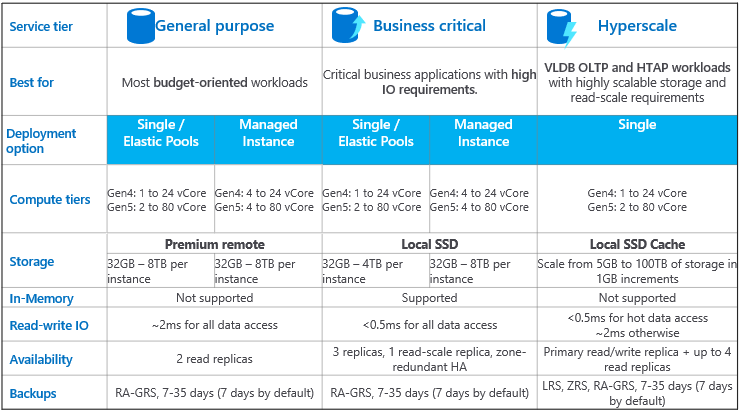 Service tier
General purpose
Business critical
Hyperscale
Best for
Most budget-oriented workloads
Critical business applications with high
IO requirements.
VLDB OLTP and HTAP workloads
with highly scalable storage and
read-scale requirements
Deployment
option
Single /
Elastic Pools
Managed
Instance
Single /
Elastic Pools
Managed
Instance
Single
Compute tiers
Gen4: 1 to 24 vCore
Gen5: 2 to 80 vCore
Gen4: 4 to 24 vCore
Gen5: 4 to 80 vCore
Gen4: 1 to 24 vCore
Gen5: 2 to 80 vCore
Gen4: 4 to 24 vCore
Gen5: 4 to 80 vCore
Gen4: 1 to 24 vCore
Gen5: 2 to 80 vCore
Storage
Premium remote
Local SSD
Local SSD Cache
32GB – 8TB per
instance
32GB – 8TB per
instance
32GB – 4TB per
instance
32GB – 8TB per
instance
Scale from 5GB to 100TB of storage in
1GB increments
In-Memory
Not supported
Supported
Not supported
Read-write IO
~2ms for all data access
<0.5ms for all data access
<0.5ms for hot data access
~2ms otherwise
Availability
2 read replicas
3 replicas, 1 read-scale replica, zone-
redundant HA
Primary read/write replica + up to 4
read replicas
Backups
RA-GRS, 7-35 days (7 days by default)
RA-GRS, 7-35 days (7 days by default)
LRS, ZRS, RA-GRS, 7-35 days (7 days
by default)